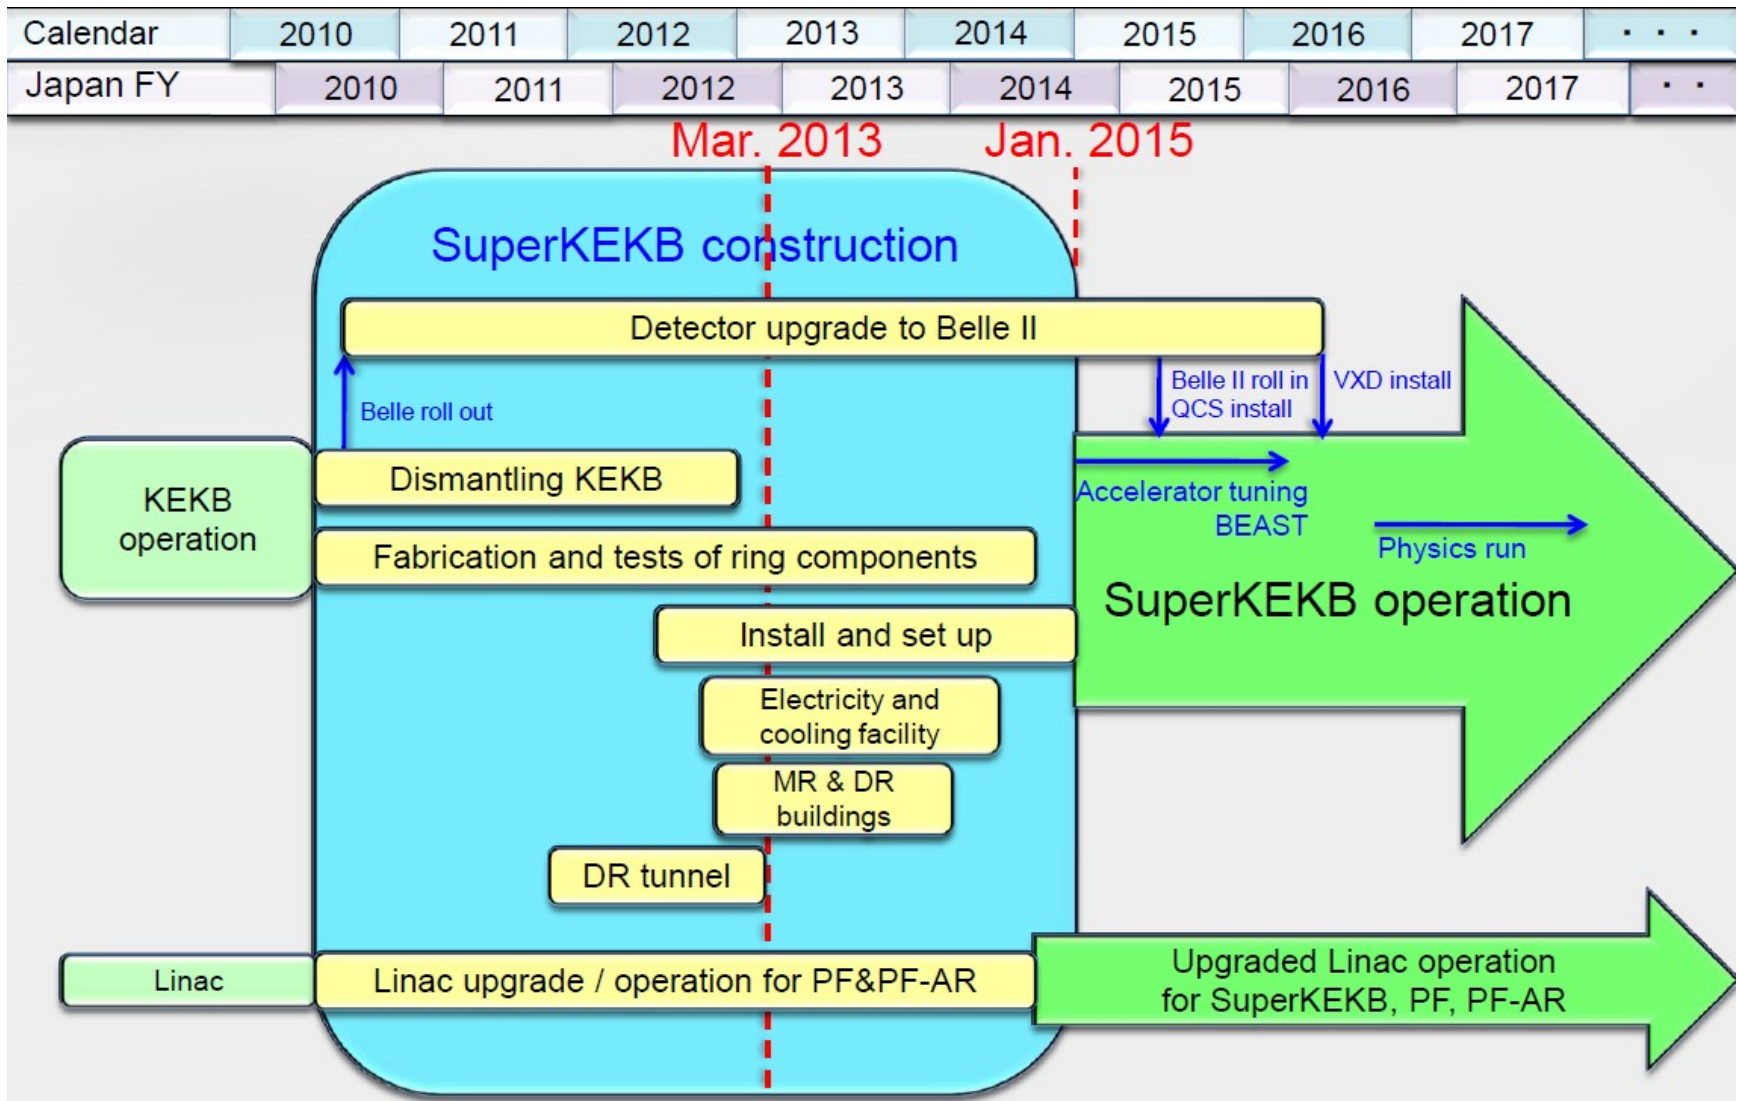 Calendar 2010 2011 2012 2013 2014 2015 2016 2017 . . .
Japan FY 2010 2011 2012 2013 2014 2015 2016 2017 . .
Mar. 2013 Jan. 2015
SuperKEKB construction
Detector upgrade to Belle II
Belle roll out
Belle II roll in
QCS install
VXD install
KEKB
operation
Dismantling KEKB
Accelerator tuning
BEAST
Physics run
Fabrication and tests of ring components
SuperKEKB operation
Install and set up
Electricity and
cooling facility
MR & DR
buildings
DR tunnel
Linac
Linac upgrade / operation for PF&PF-AR
Upgraded Linac operation
for SuperKEKB, PF, PF-AR